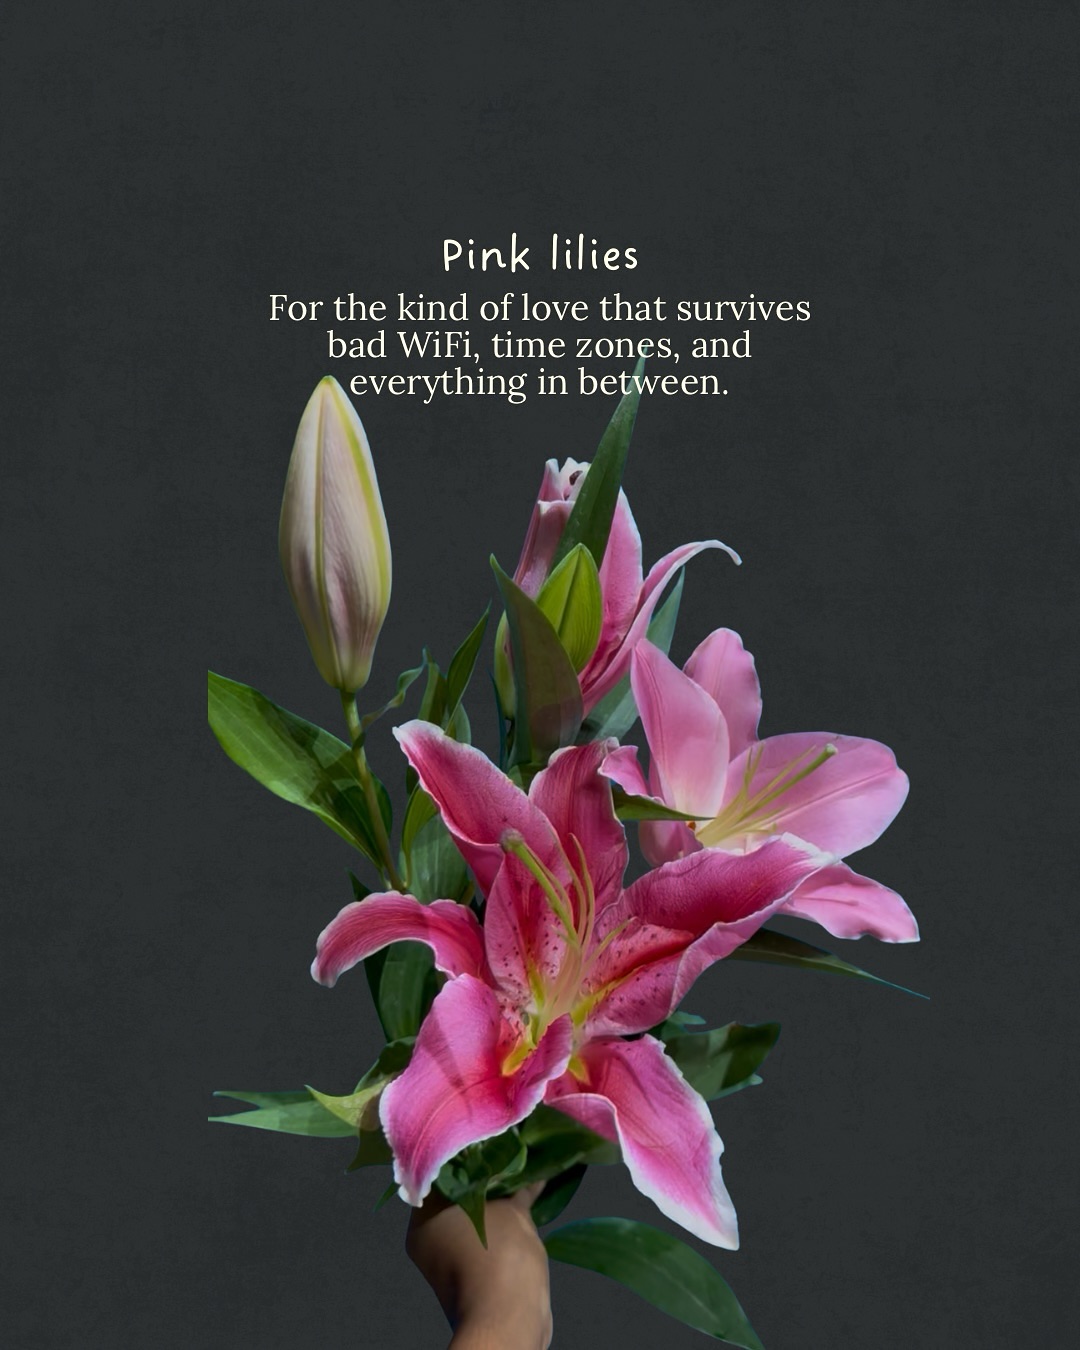 Pink lilies
For the kind of love that survives
bad WiFi, time zones, and
everything in between.